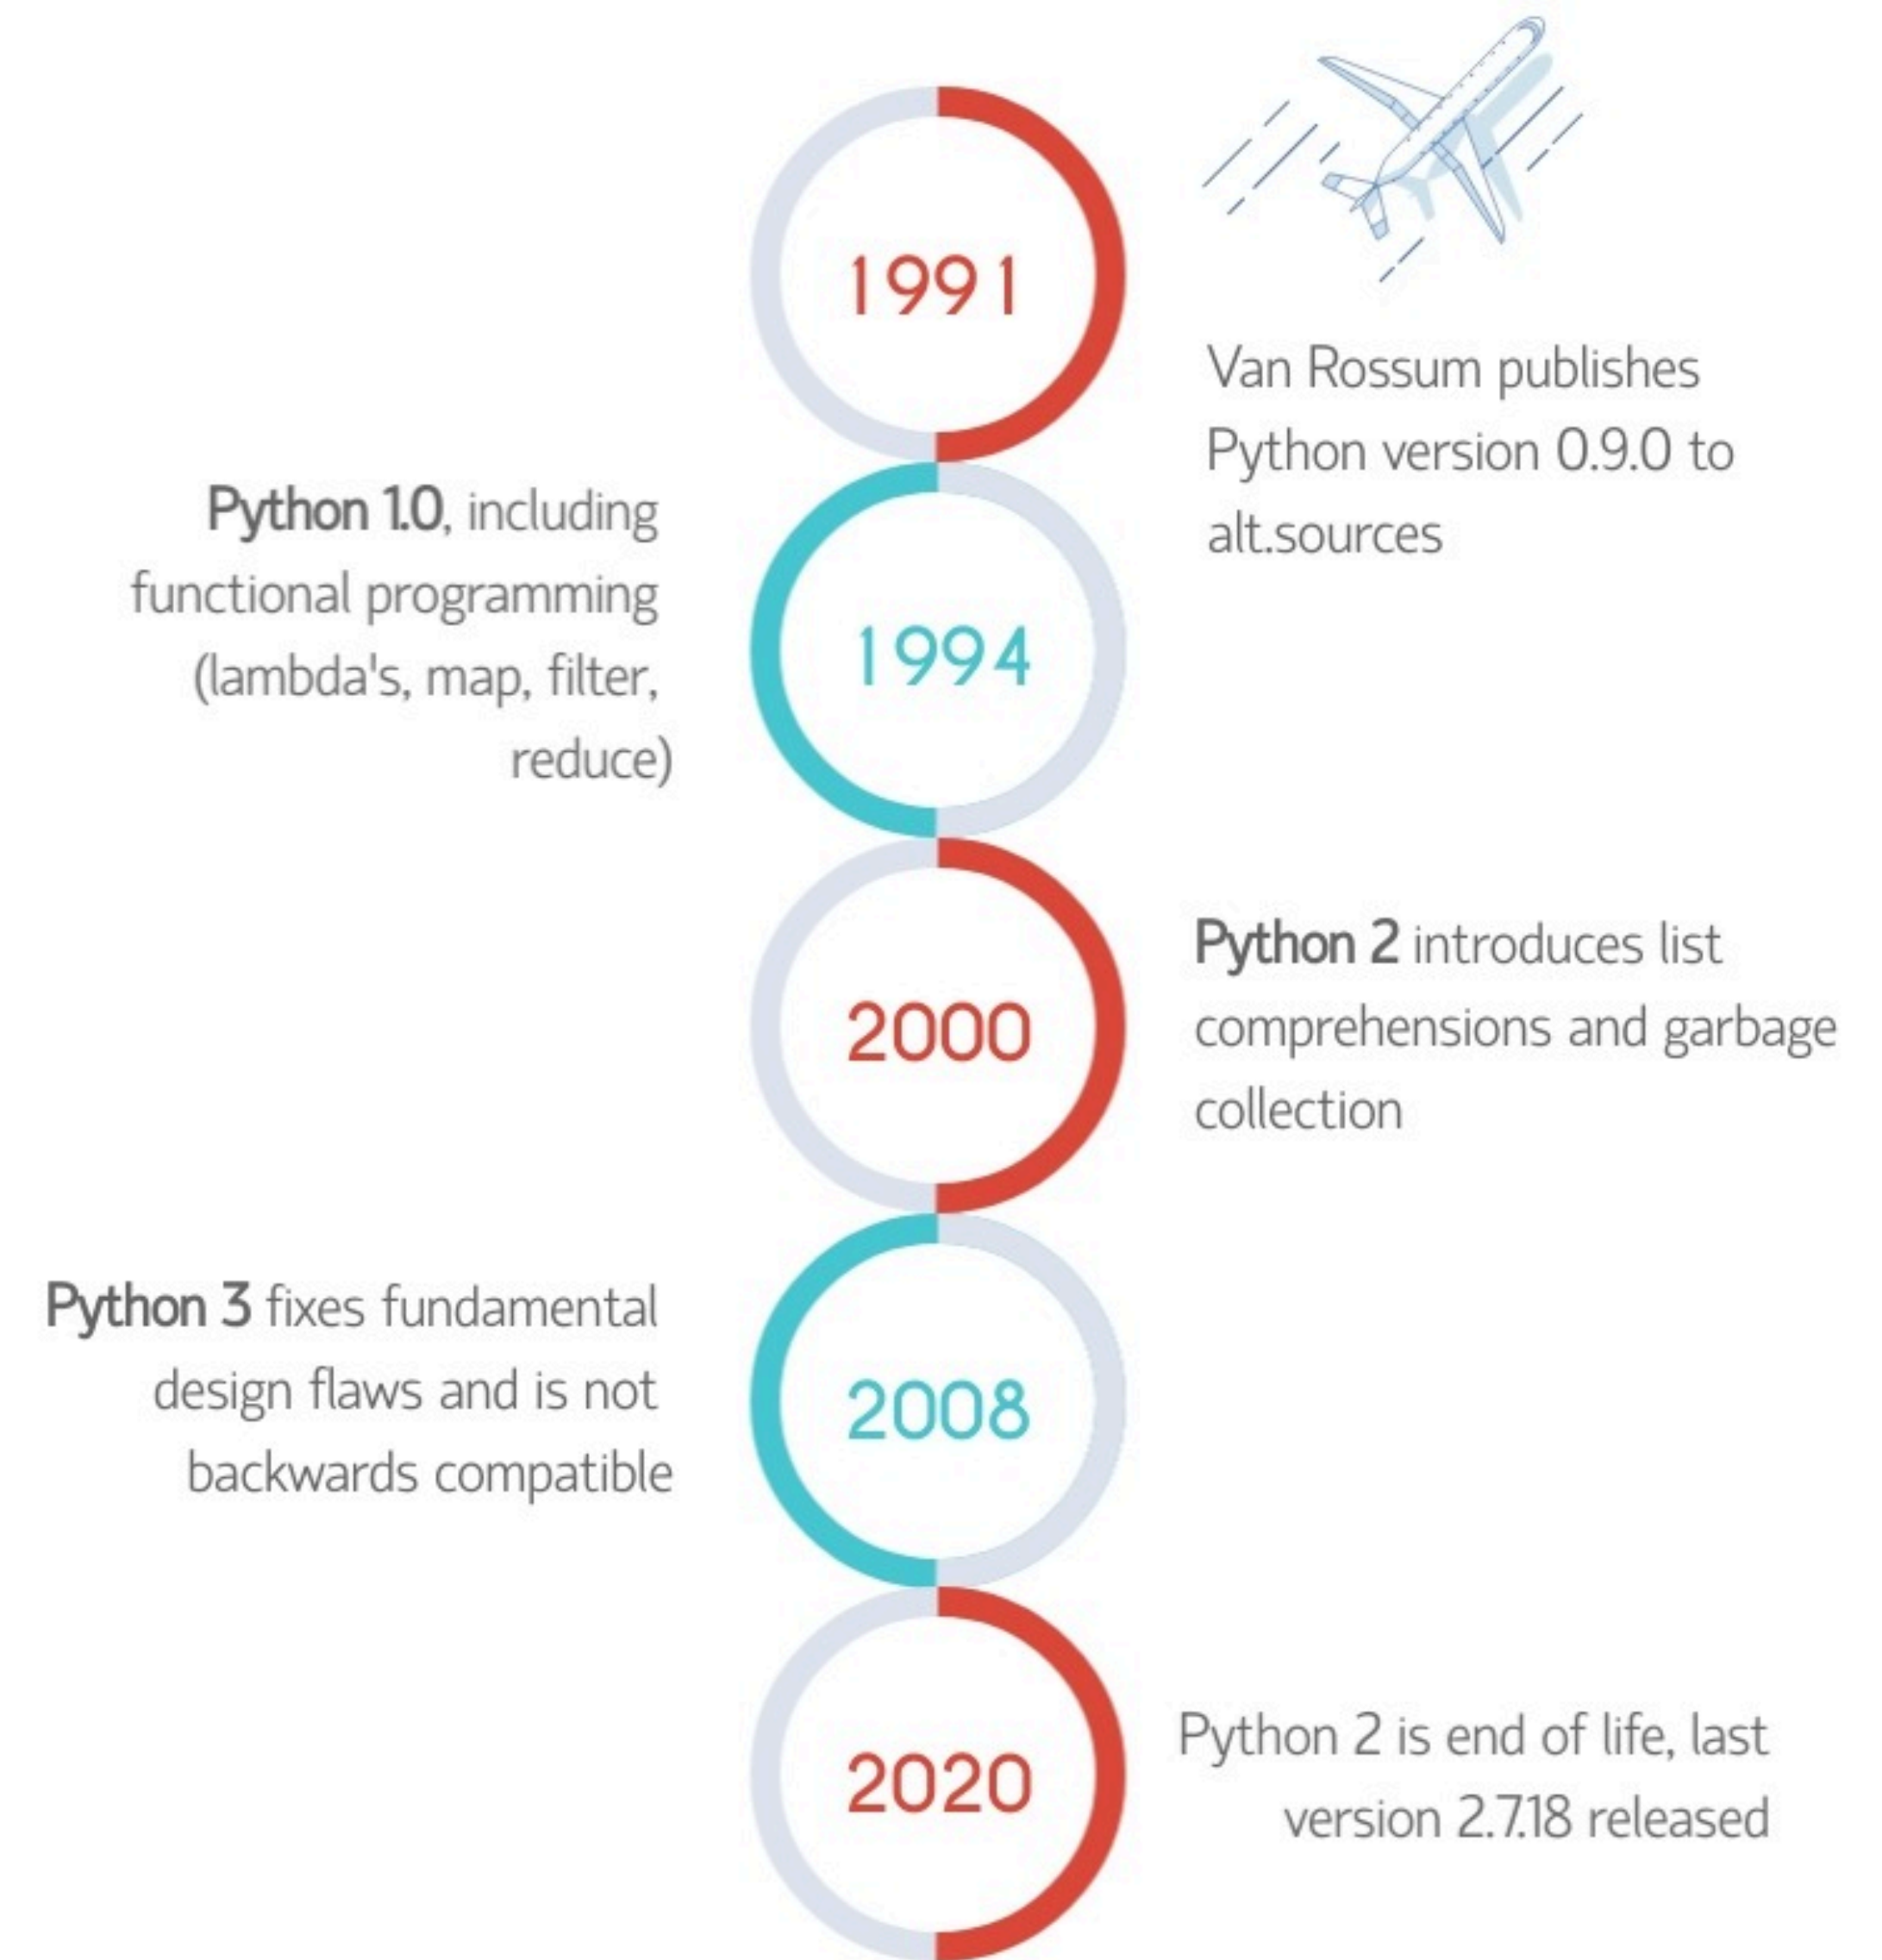 1991
Van Rossum publishes
Python version 0.9.0 to
alt.sources
Python 1.0, including
functional programming
(lambda's, map, filter,
reduce)
1994
Python 2 introduces list
comprehensions and garbage
collection
2000
Python 3 fixes fundamental
design flaws and is not
backwards compatible
2008
Python 2 is end of life, last
version 2.7.18 released
2020